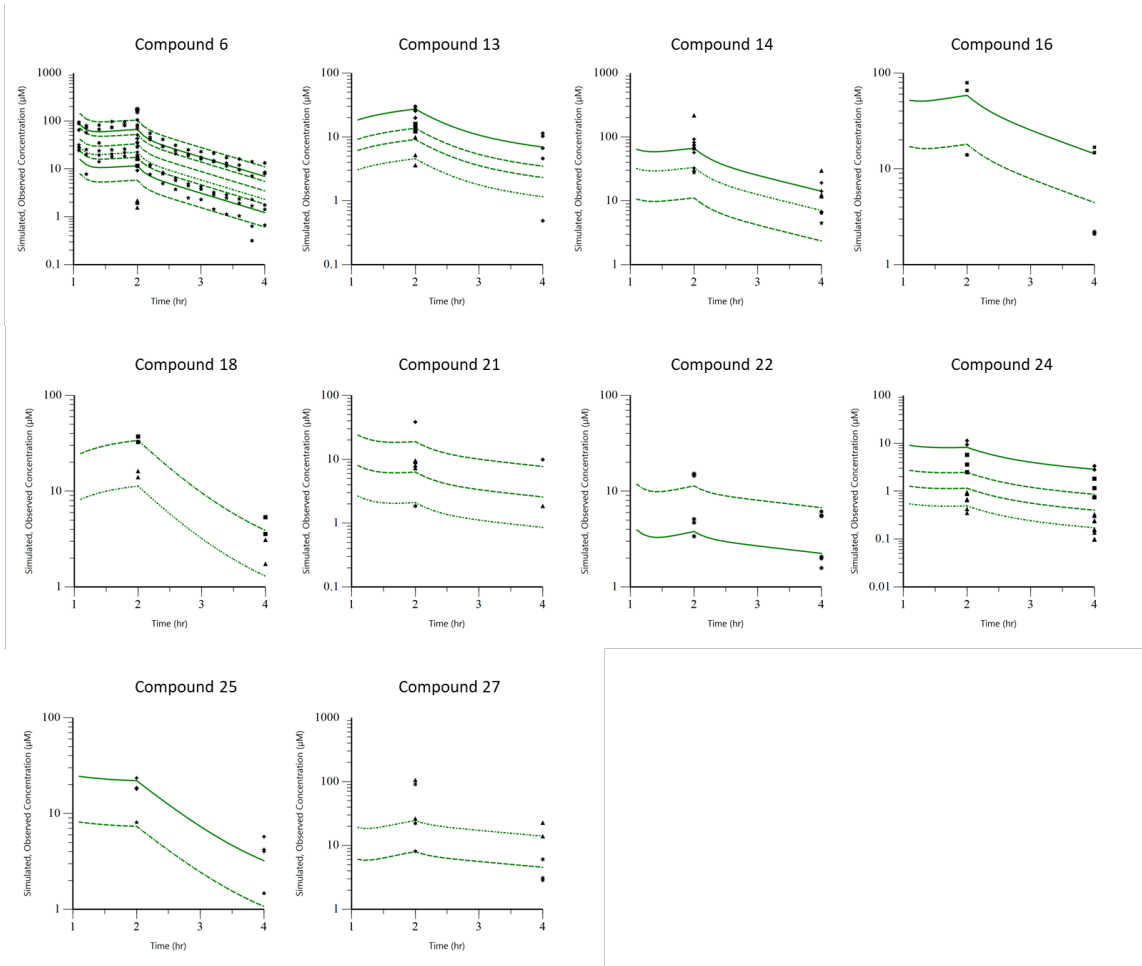 Compound 6
Compound 13
Compound 14
Compound 16
Simulated, Observed Concentration (µM)
1000
100
10
1
0.1
1 2 3 4
Time (hr)
Simulated, Observed Concentration (µM)
100
10
1
0.1
1 2 3 4
Time (hr)
Simulated, Observed Concentration (µM)
1000
100
10
1
1 2 3 4
Time (hr)
Simulated, Observed Concentration (µM)
100
10
1
1 2 3 4
Time (hr)
Compound 18
Compound 21
Compound 22
Compound 24
Simulated, Observed Concentration (µM)
100
10
1
1 2 3 4
Time (hr)
Simulated, Observed Concentration (µM)
100
10
1
0.1
1 2 3 4
Time (hr)
Simulated, Observed Concentration (µM)
100
10
1
1 2 3 4
Time (hr)
Simulated, Observed Concentration (µM)
100
10
1
0.1
0.01
1 2 3 4
Time (hr)
Compound 25
Compound 27
Simulated, Observed Concentration (µM)
100
10
1
1 2 3 4
Time (hr)
Simulated, Observed Concentration (µM)
1000
100
10
1
1 2 3 4
Time (hr)